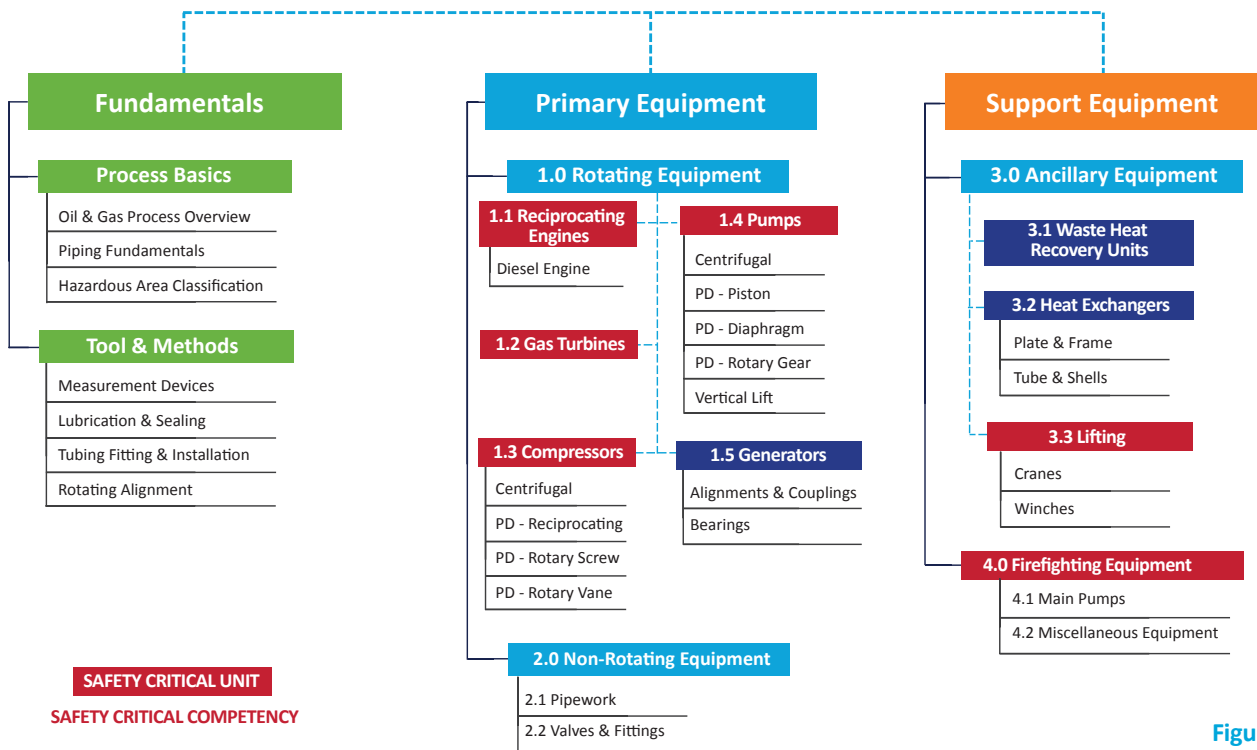 Fundamentals
Process Basics
Oil & Gas Process Overview
Piping Fundamentals
Hazardous Area Classification
Tool & Methods
Measurement Devices
Lubrication & Sealing
Tubing Fitting & Installation
Rotating Alignment
SAFETY CRITICAL UNIT
SAFETY CRITICAL COMPETENCY
Primary Equipment
1.0 Rotating Equipment
1.1 Reciprocating
Engines
Diesel Engine
1.2 Gas Turbines
1.3 Compressors
Centrifugal
PD - Reciprocating
PD - Rotary Screw
PD - Rotary Vane
1.4 Pumps
Centrifugal
PD - Piston
PD - Diaphragm
PD - Rotary Gear
Vertical Lift
1.5 Generators
Alignments & Couplings
Bearings
2.0 Non-Rotating Equipment
2.1 Pipework
2.2 Valves & Fittings
Support Equipment
3.0 Ancillary Equipment
3.1 Waste Heat
Recovery Units
3.2 Heat Exchangers
Plate & Frame
Tube & Shells
3.3 Lifting
Cranes
Winches
4.0 Firefighting Equipment
4.1 Main Pumps
4.2 Miscellaneous Equipment
Figu